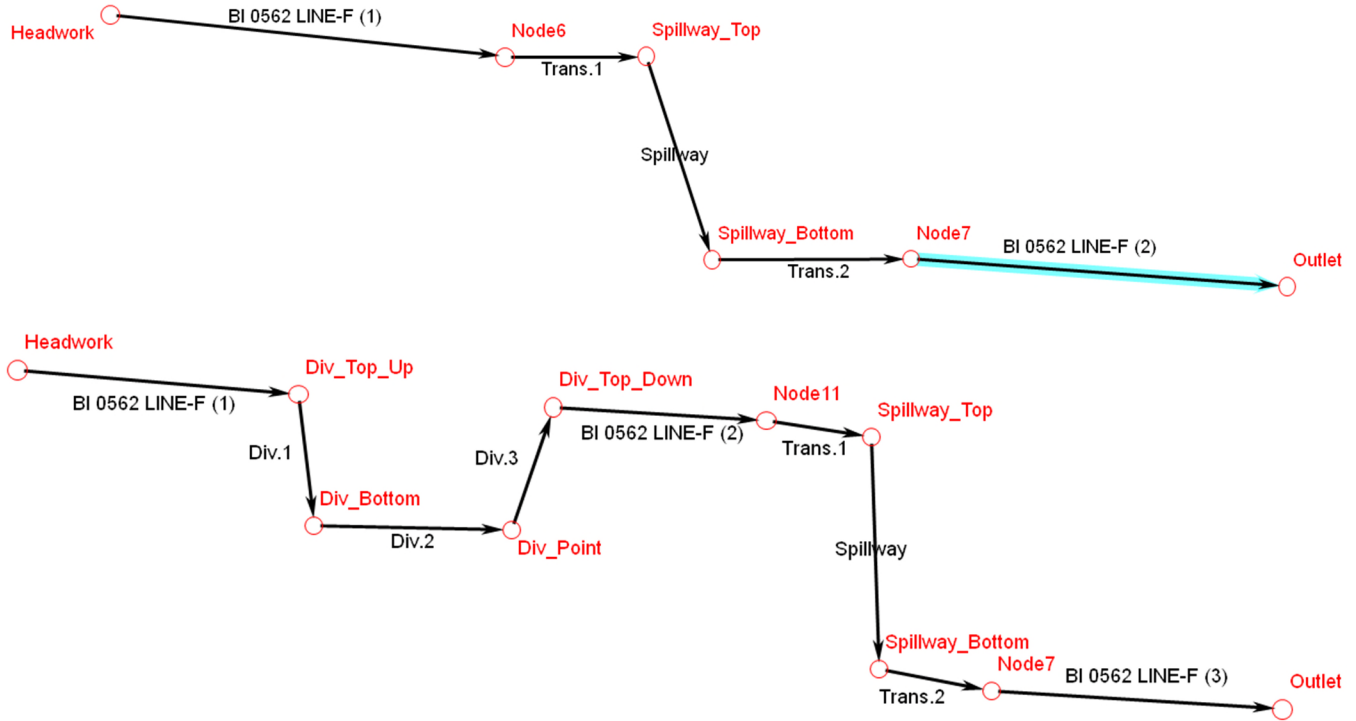 BI 0562 LINE-F (1)
Headwork
Node6
Spillway_Top
Trans.1
Spillway
Spillway_Bottom
Node7
BI 0562 LINE-F (2)
Trans.2
Outlet
Headwork
Div_Top_Up
Div_Top_Down
Node11
Spillway_Top
BI 0562 LINE-F (1)
BI 0562 LINE-F (2)
Trans.1
Div.1
Div.3
Div_Bottom
Div.2
Div_Point
Spillway
Spillway_Bottom
Node7
BI 0562 LINE-F (3)
Outlet
Trans.2